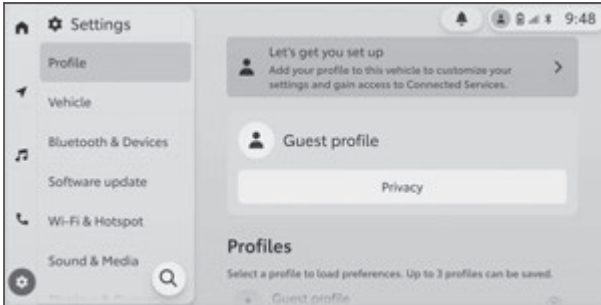 Settings
9:48
Profile
Vehicle
Bluetooth & Devices
Software update
Wi-Fi & Hotspot
Sound & Media
Let's get you set up
Add your profile to this vehicle to customize your
settings and gain access to Connected Services.
Guest profile
Privacy
Profiles
Select a profile to load preferences. Up to 3 profiles can be saved.
Guest profile